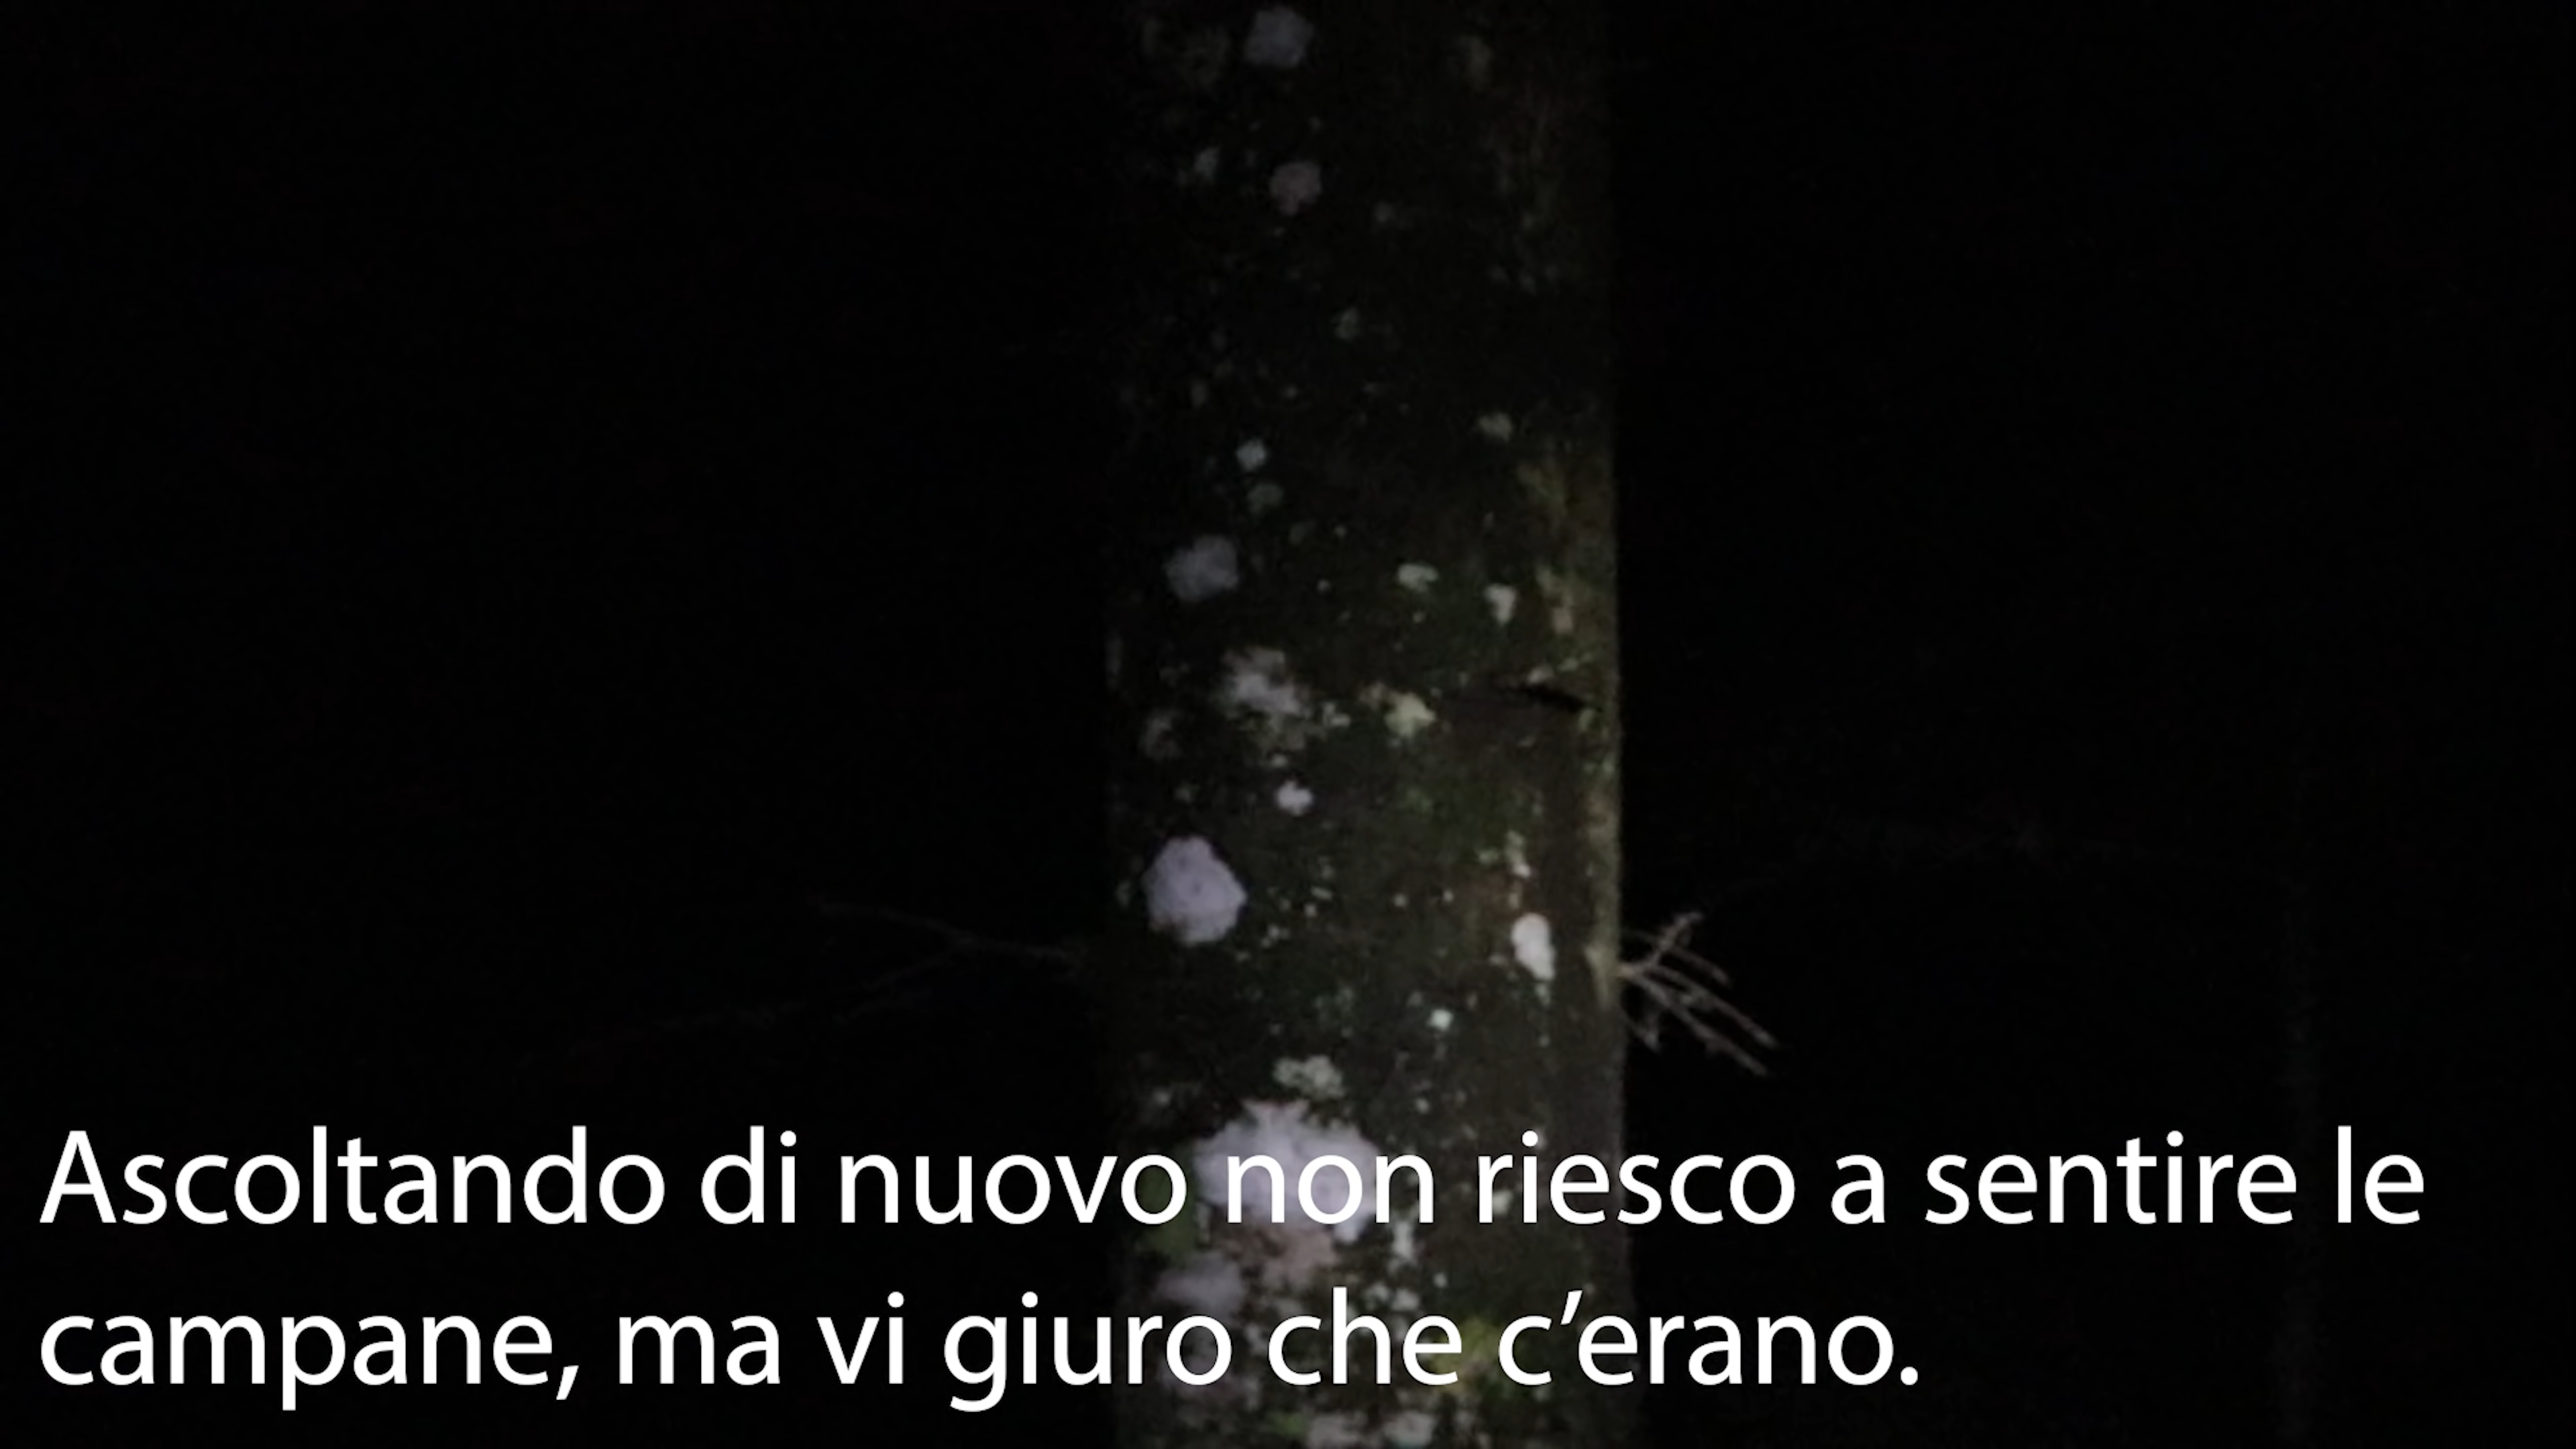 Ascoltando di nuovo non riesco a sentire le
campane, ma vi giuro che c’erano.